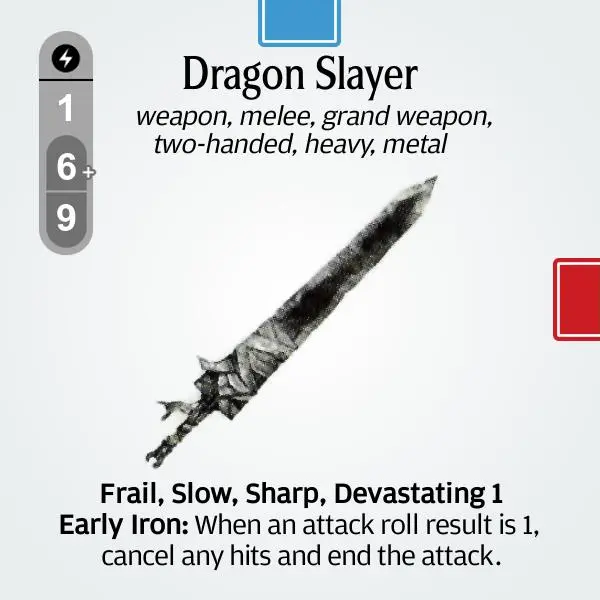 Dragon Slayer
weapon, melee, grand weapon,
two-handed, heavy, metal
1
6+
9
Frail, Slow, Sharp, Devastating 1
Early Iron: When an attack roll result is 1,
cancel any hits and end the attack.